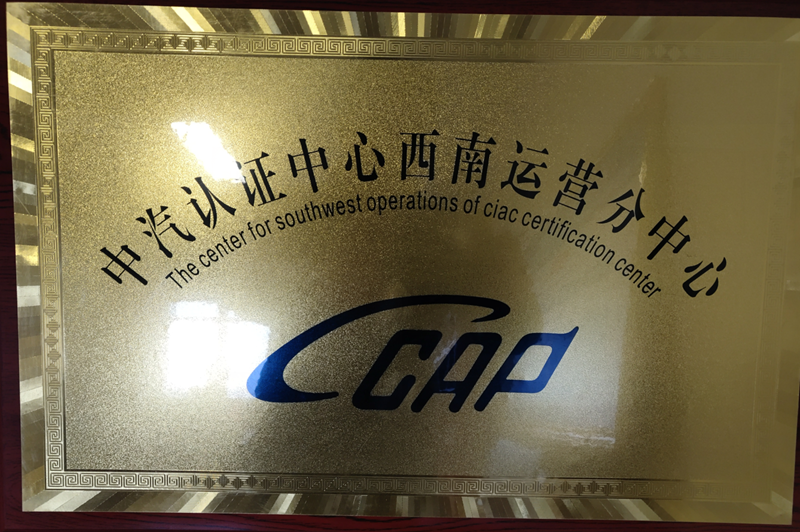 中汽认证中心西南运营分中心
The center for southwest operations of ciac certification center
CCAP